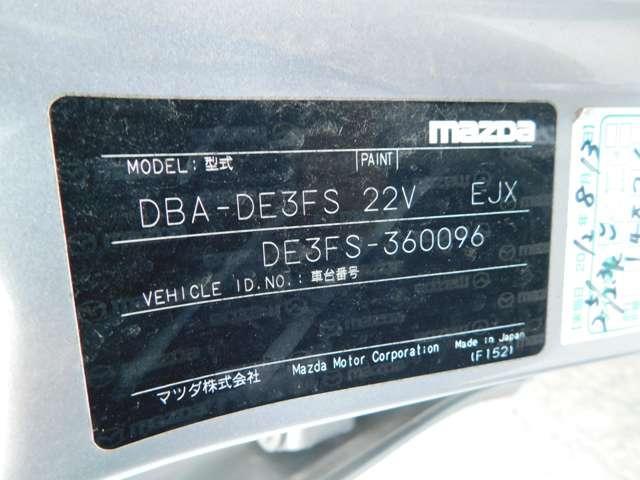 mazda
MODEL: 型式 PAINT
DBA-DE3FS 22V EJX
DE3FS-360096
VEHICLE ID.NO.: 車台番号
マツダ株式会社 Mazda Motor Corporation Made in Japan
(F152)